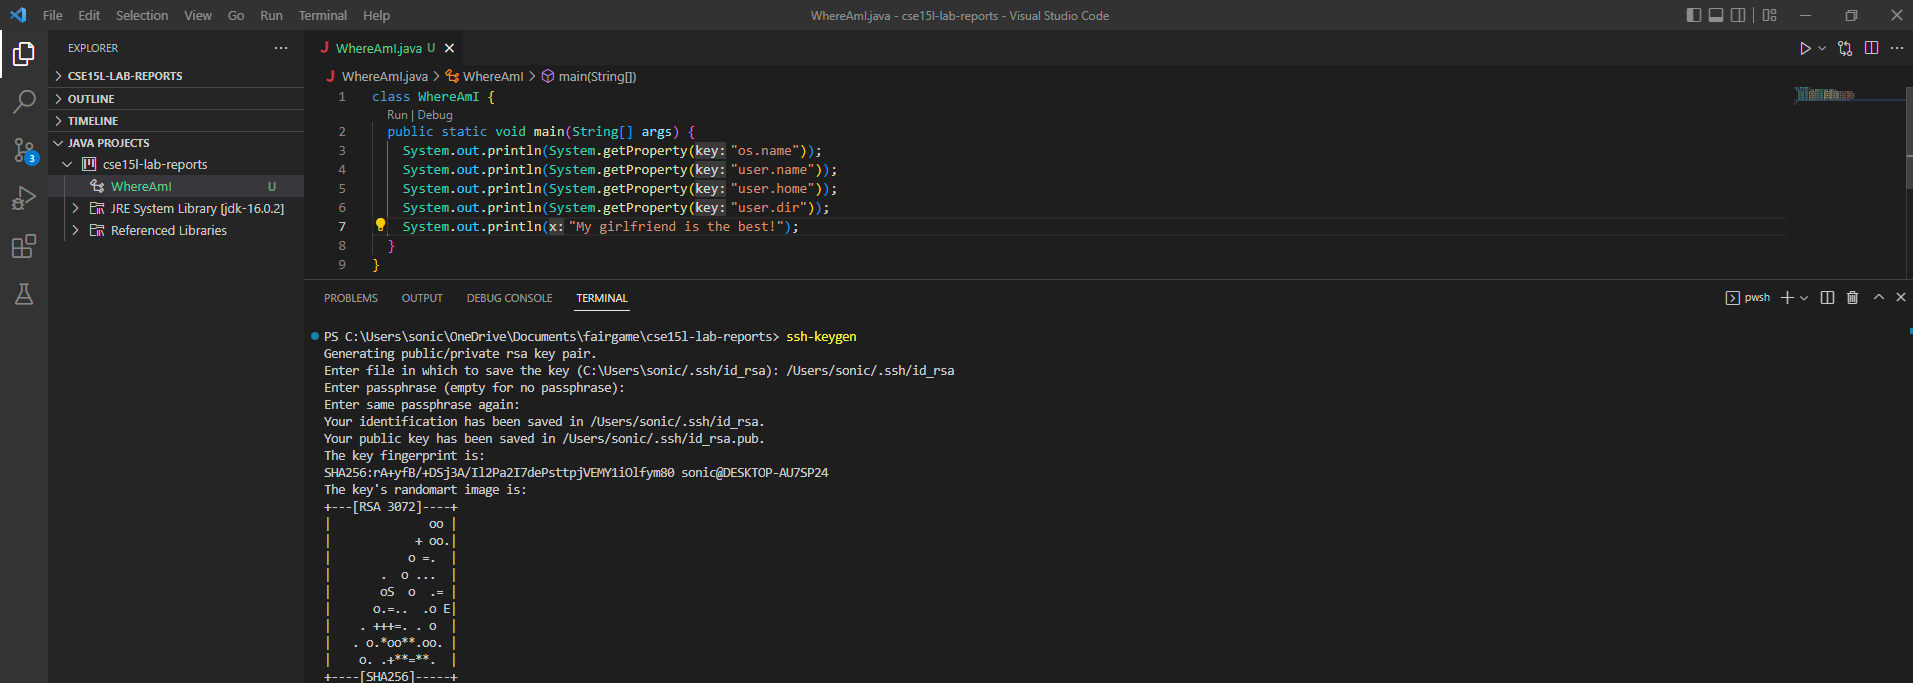 File Edit Selection View Go Run Terminal Help WhereAmI.java - cse15l-lab-reports - Visual Studio Code
EXPLORER
CSE15L-LAB-REPORTS
OUTLINE
TIMELINE
JAVA PROJECTS
cse15l-lab-reports
WhereAmI U
JRE System Library [jdk-16.0.2]
Referenced Libraries
3
WhereAmI.java U
WhereAmI.java > WhereAmI > main(String[])
1 class WhereAmI {
Run | Debug
2 public static void main(String[] args) {
3 System.out.println(System.getProperty(key: "os.name"));
4 System.out.println(System.getProperty(key: "user.name"));
5 System.out.println(System.getProperty(key: "user.home"));
6 System.out.println(System.getProperty(key: "user.dir"));
7 System.out.println(x: "My girlfriend is the best!");
8 }
9 }
PROBLEMS OUTPUT DEBUG CONSOLE TERMINAL pwsh
PS C:\Users\sonic\OneDrive\Documents\fairgame\cse15l-lab-reports> ssh-keygen
Generating public/private rsa key pair.
Enter file in which to save the key (C:\Users\sonic/.ssh/id_rsa): /Users/sonic/.ssh/id_rsa
Enter passphrase (empty for no passphrase):
Enter same passphrase again:
Your identification has been saved in /Users/sonic/.ssh/id_rsa.
Your public key has been saved in /Users/sonic/.ssh/id_rsa.pub.
The key fingerprint is:
SHA256:rA+yfB/+DSj3A/Il2Pa2I7dePsttpjVEMY1iOlfym80 sonic@DESKTOP-AU7SP24
The key's randomart image is:
+---[RSA 3072]----+
|              oo |
|            + oo.|
|           o =.  |
|       .  o ...  |
|       oS  o  .= |
|      o.=..  .o E|
|    . +++=. . o  |
|   . o.*oo**.oo. |
|    o. .+**=**.  |
+----[SHA256]-----+